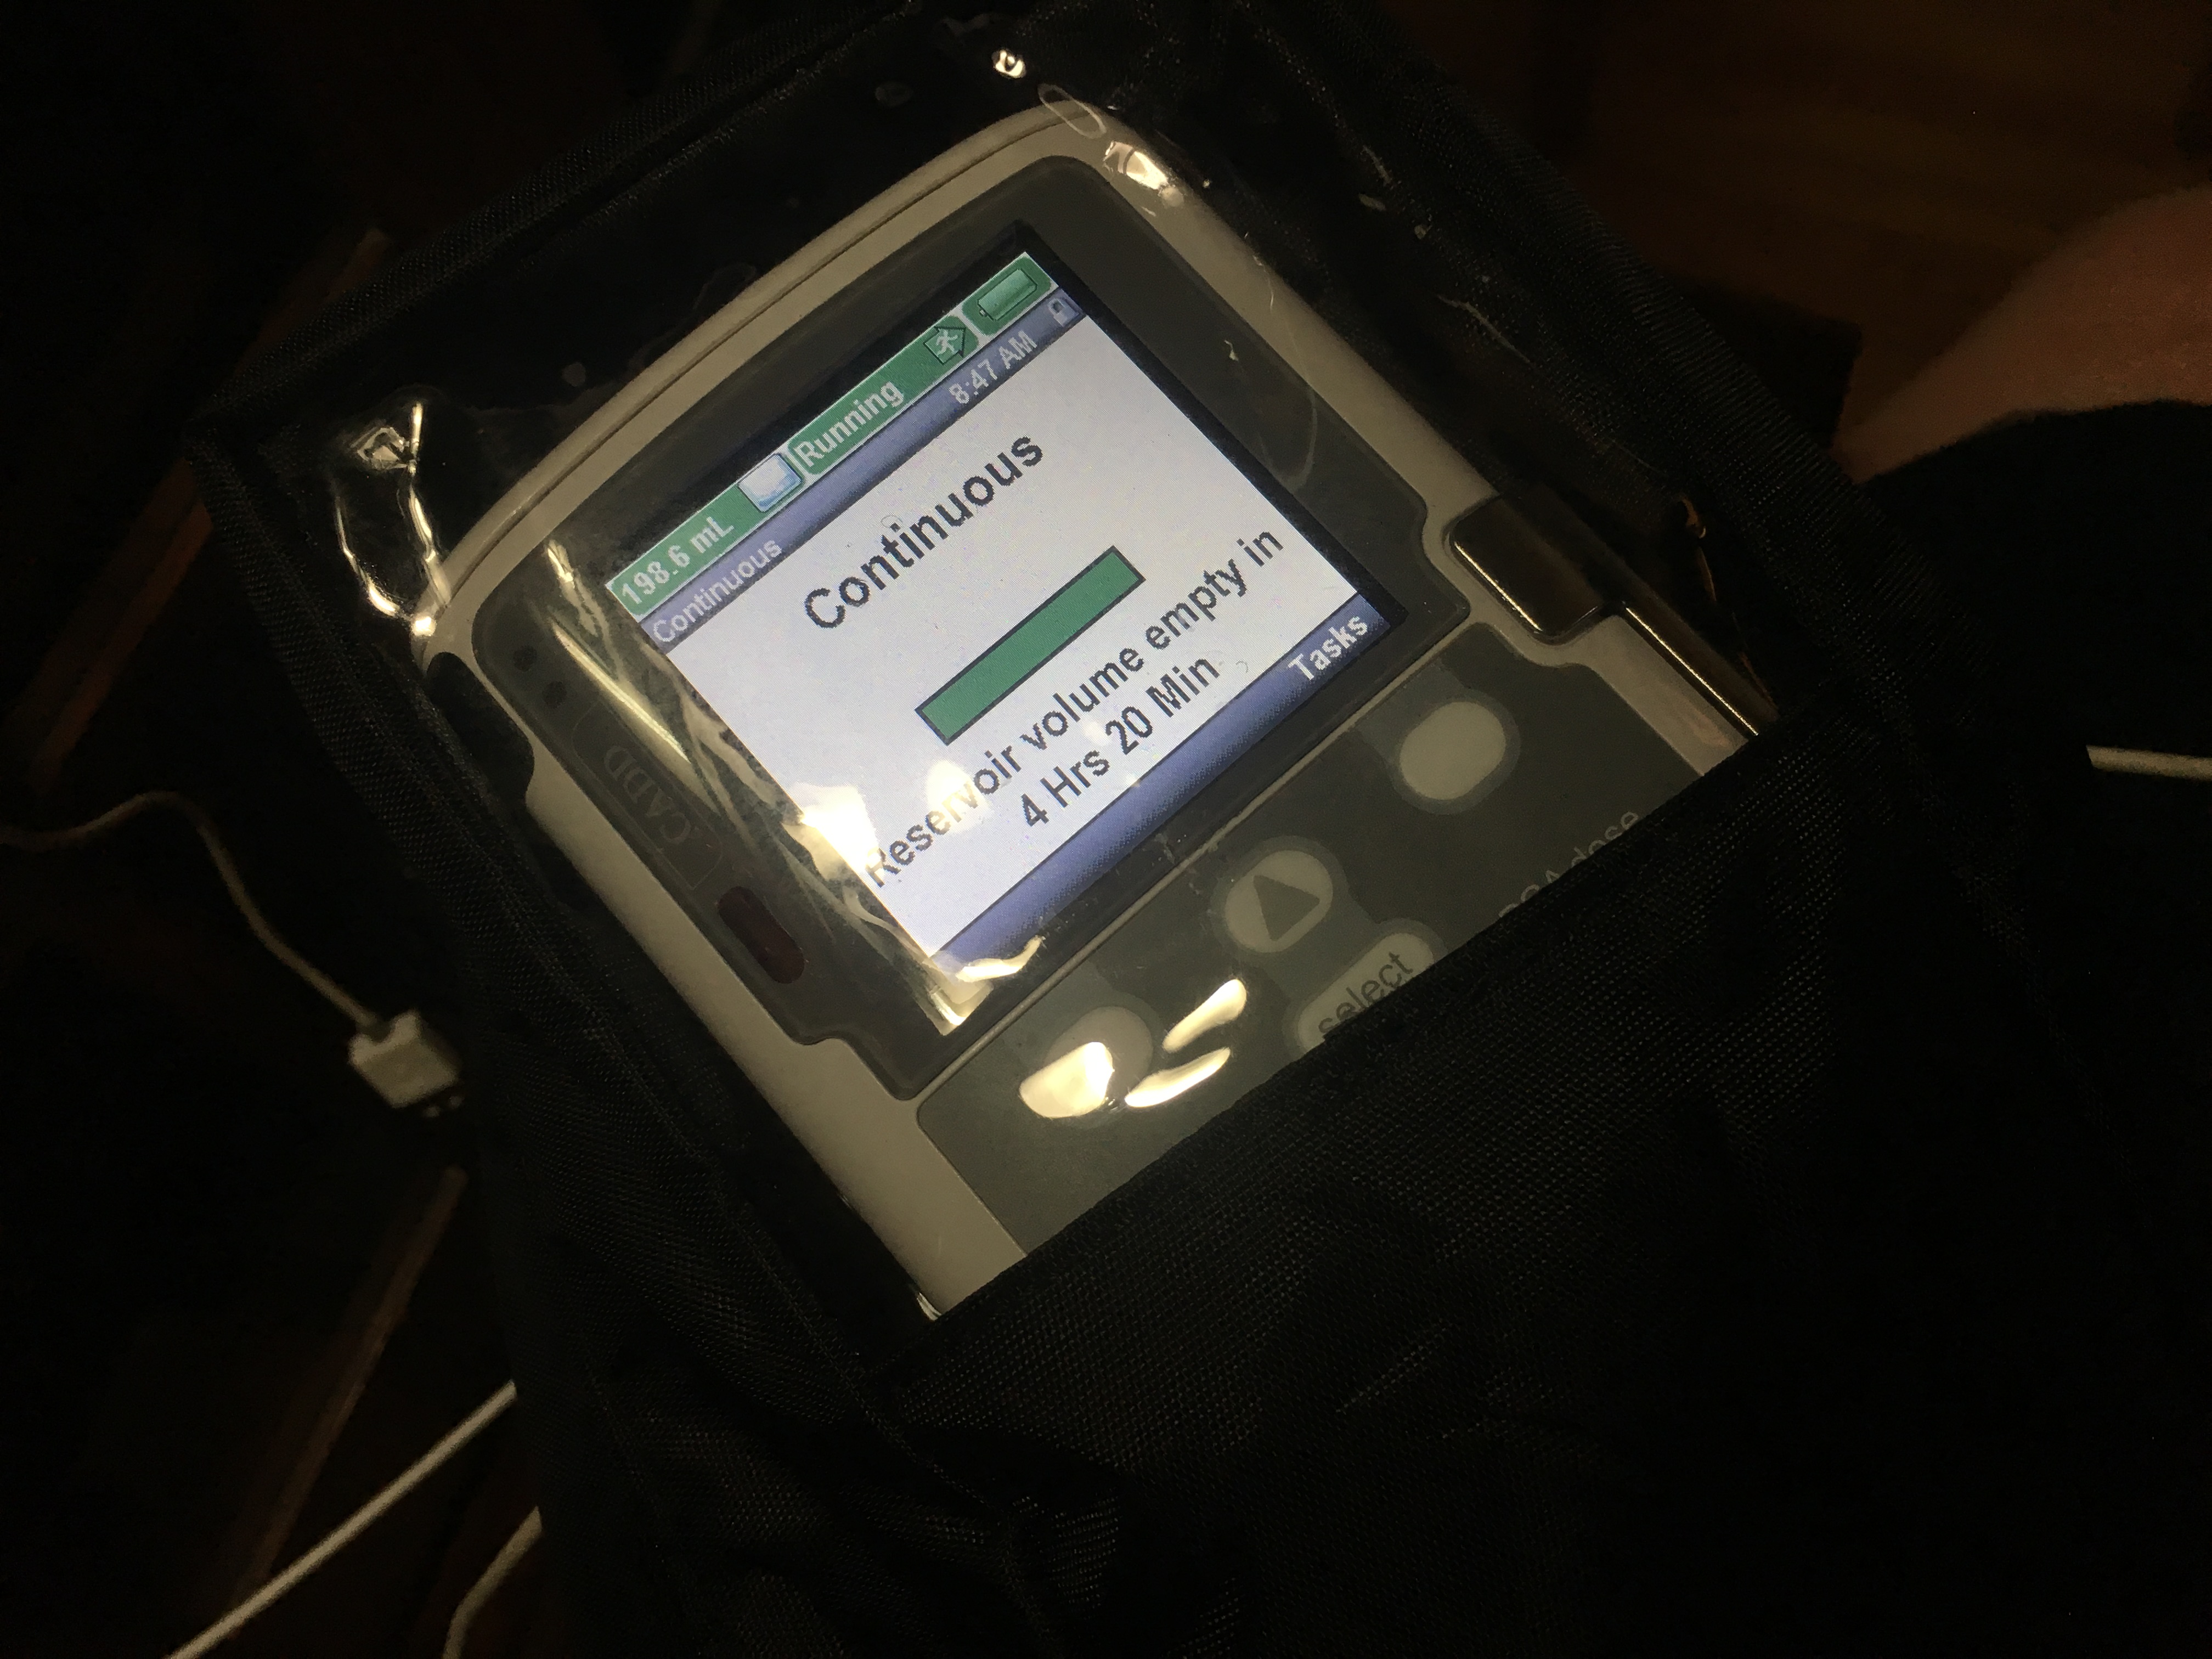 198.6 mL Running
Continuous 8:47 AM
Continuous
Reservoir volume empty in
4 Hrs 20 Min
Tasks
CADD
select
dose